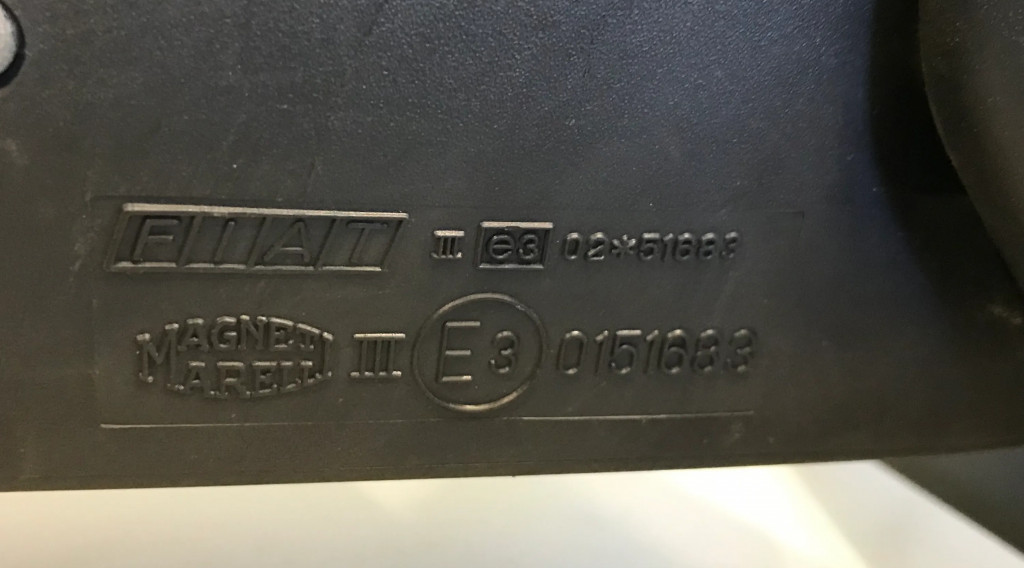 FIAT III e3 02*51683
MAGNETI MARELLI III E3 0151683